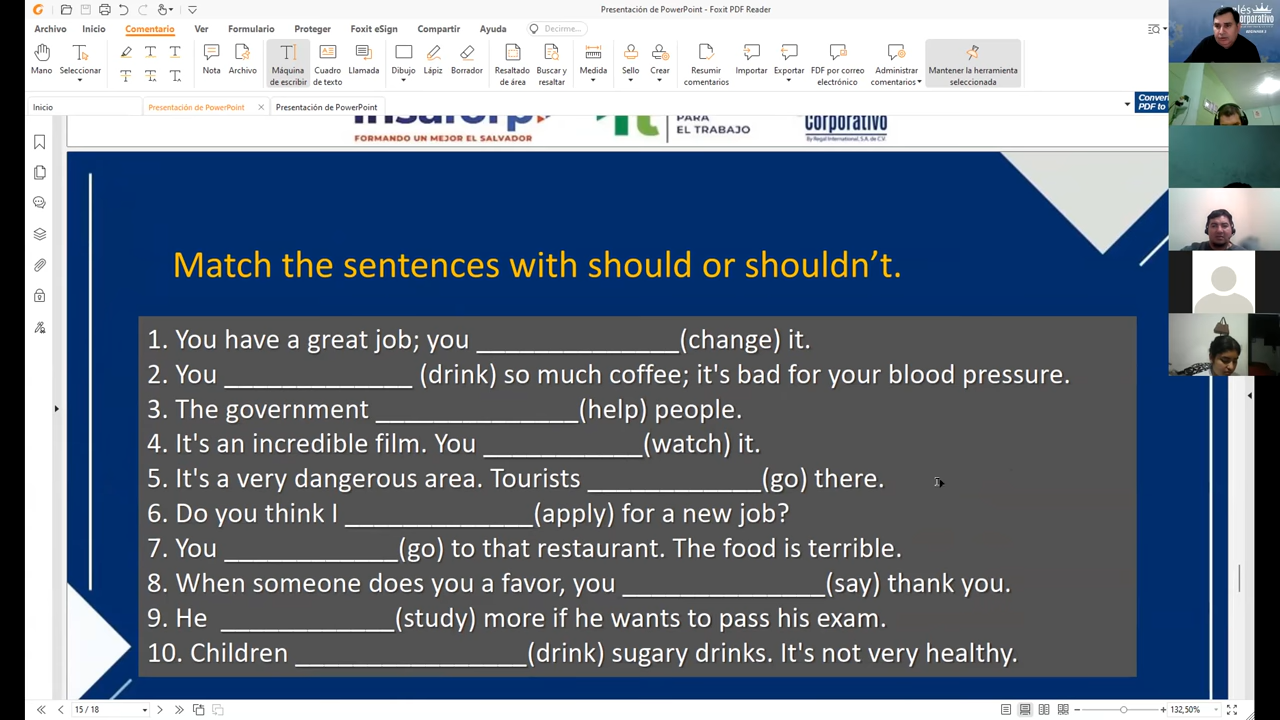 Presentación de PowerPoint - Foxit PDF Reader
Archivo Inicio Comentario Ver Formulario Proteger Foxit eSign Compartir Ayuda Decirme...
Mano Seleccionar Nota Archivo Máquina de escribir Cuadro de texto Llamada Dibujo Lápiz Borrador Resaltado de área Buscar y resaltar Medida Sello Crear Resumir comentarios Importar Exportar PDF por correo electrónico Administrar comentarios Mantener la herramienta seleccionada
Inicio Presentación de PowerPoint Presentación de PowerPoint
Convert
PDF to
FORMANDO UN MEJOR EL SALVADOR
PARA
EL TRABAJO
corporativo
By Regal International, S.A. de C.V.
Match the sentences with should or shouldn’t.
1. You have a great job; you ______________(change) it.
2. You _____________ (drink) so much coffee; it's bad for your blood pressure.
3. The government ______________(help) people.
4. It's an incredible film. You ___________(watch) it.
5. It's a very dangerous area. Tourists ____________(go) there.
6. Do you think I _____________(apply) for a new job?
7. You ____________(go) to that restaurant. The food is terrible.
8. When someone does you a favor, you ______________(say) thank you.
9. He ____________(study) more if he wants to pass his exam.
10. Children ________________(drink) sugary drinks. It's not very healthy.
15 / 18
132,50%